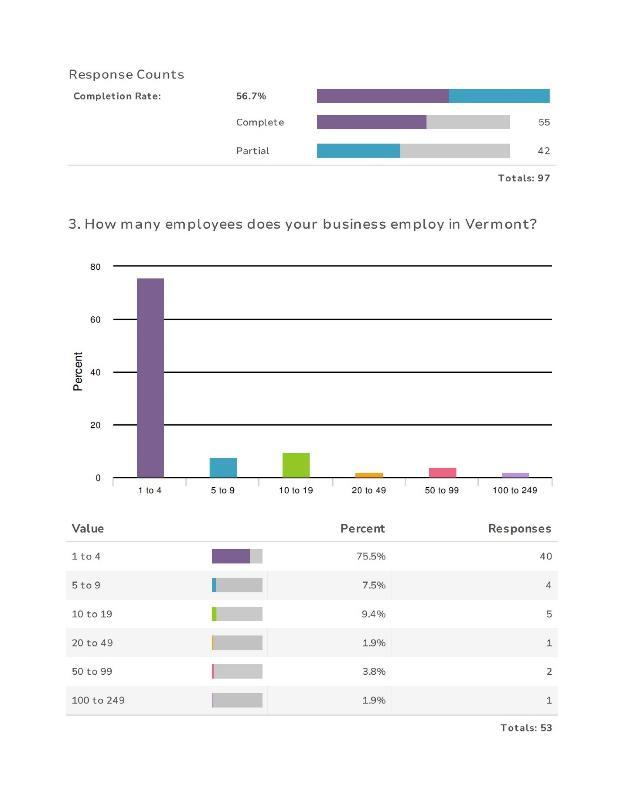 Response Counts
Completion Rate: 56.7%
Complete 55
Partial 42
Totals: 97
3. How many employees does your business employ in Vermont?
80
60
40
20
0
Percent
1 to 4 5 to 9 10 to 19 20 to 49 50 to 99 100 to 249
Value Percent Responses
1 to 4 75.5% 40
5 to 9 7.5% 4
10 to 19 9.4% 5
20 to 49 1.9% 1
50 to 99 3.8% 2
100 to 249 1.9% 1
Totals: 53